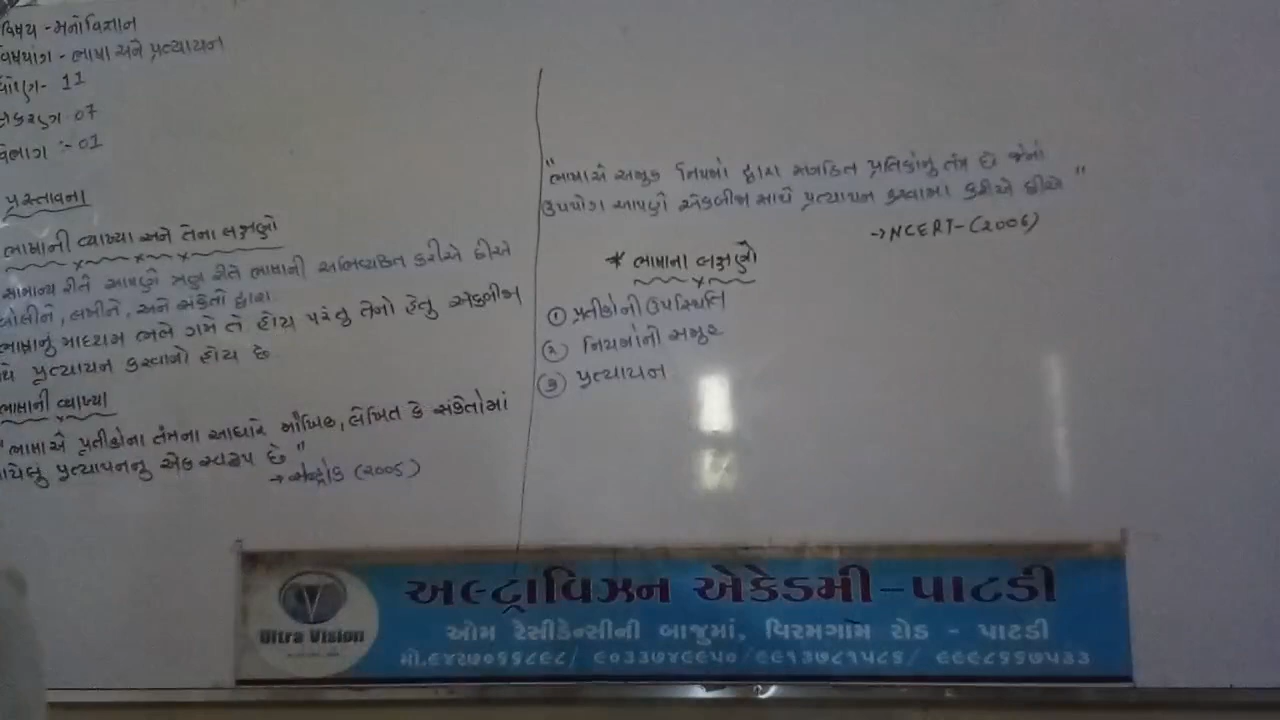 વિષય - મનોવિજ્ઞાન
વિષયાંગ - ભાષા અને પ્રત્યાયન
ધોરણ- 11
પ્રકરણ 07
વિભાગ :- 01
પ્રસ્તાવના
ભાષાની વ્યાખ્યા અને તેના લક્ષણો
સામાન્ય રીતે આપણે ત્રણ રીતે ભાષાની અભિવ્યક્તિ કરીએ છીએ
બોલીને, લખીને, અને સંકેતો દ્વારા
ભાષાનું માધ્યમ ભલે ગમે તે હોય પરંતુ તેનો હેતુ એકબીજા
સાથે પ્રત્યાયન કરવાનો હોય છે.
ભાષાની વ્યાખ્યા
"ભાષા એ પ્રતીકોના તંત્રના આધારે મૌખિક, લેખિત કે સંકેતોમાં
પ્રત્યાયનનુ એક સ્વરૂપ છે"
→ (2005)
"ભાષા એ અમુક નિયમો દ્વારા સંગઠિત પ્રતિકોનુ તંત્ર છે જેનો
ઉપયોગ આપણે એકબીજા સાથે પ્રત્યાયન કરવામા કરીએ છીએ"
→ NCERT-(2006)
* ભાષાના લક્ષણો
① પ્રતીકોની ઉપસ્થિતિ
② નિયમોનો સમૂહ
③ પ્રત્યાયન
અલ્ટ્રાવિઝન એકેડમી - પાટડી
Ultra Vision
ઓમ રેસીડેન્સીની બાજુમાં, વિરમગામ રોડ - પાટડી